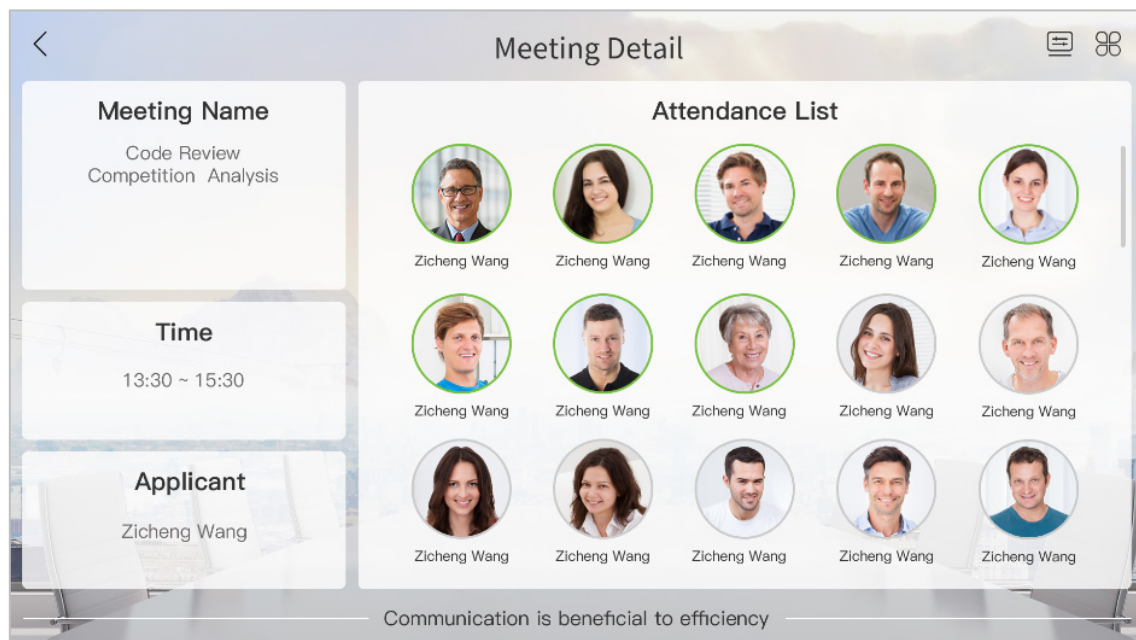 Meeting Detail
Meeting Name
Code Review
Competition Analysis
Time
13:30 ~ 15:30
Applicant
Zicheng Wang
Attendance List
Zicheng Wang Zicheng Wang Zicheng Wang Zicheng Wang Zicheng Wang
Zicheng Wang Zicheng Wang Zicheng Wang Zicheng Wang Zicheng Wang
Zicheng Wang Zicheng Wang Zicheng Wang Zicheng Wang Zicheng Wang
Communication is beneficial to efficiency